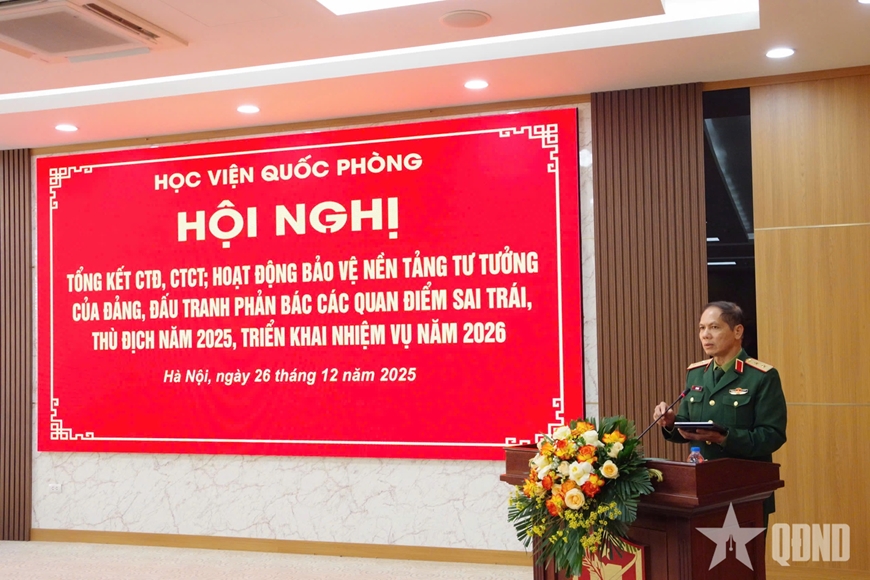 HỌC VIỆN QUỐC PHÒNG
HỘI NGHỊ
TỔNG KẾT CTĐ, CTCT; HOẠT ĐỘNG BẢO VỆ NỀN TẢNG TƯ TƯỞNG
CỦA ĐẢNG, ĐẤU TRANH PHẢN BÁC CÁC QUAN ĐIỂM SAI TRÁI,
THÙ ĐỊCH NĂM 2025, TRIỂN KHAI NHIỆM VỤ NĂM 2026
Hà Nội, ngày 26 tháng 12 năm 2025
QĐND